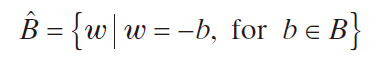 B̂ = {w | w = −b, for b ∈ B}